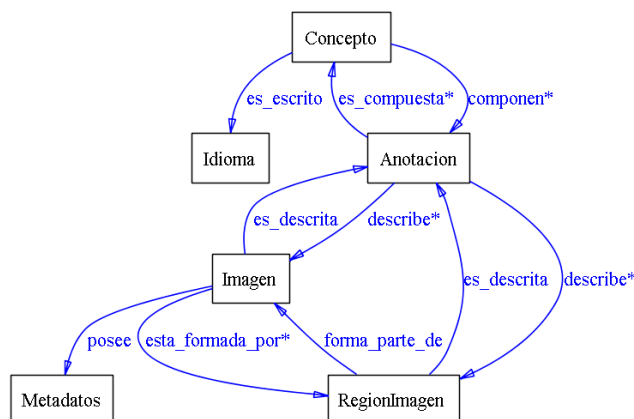 Concepto
es_escrito
es_compuesta*
componen*
Idioma
Anotacion
es_descrita
describe*
Imagen
es_descrita
describe*
posee
esta_formada_por*
forma_parte_de
Metadatos
RegionImagen